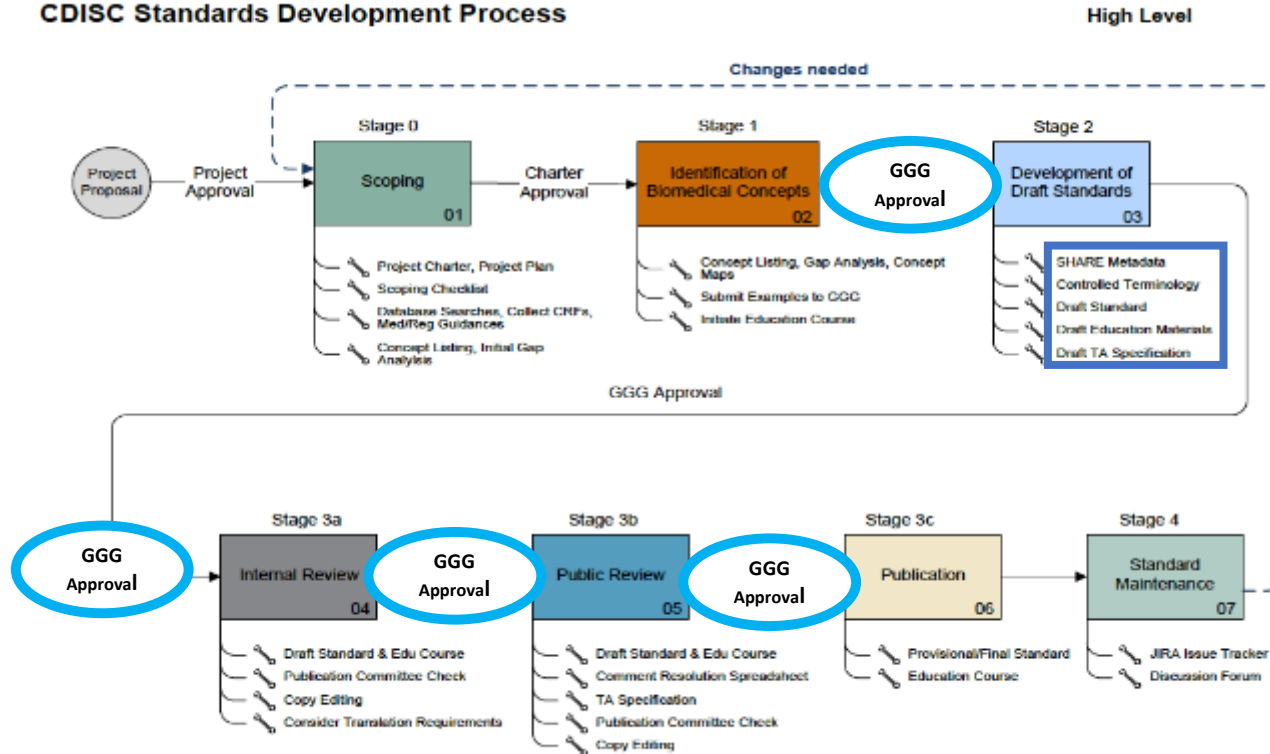 CDISC Standards Development Process
High Level
Changes needed
Stage 0
Stage 1
Stage 2
Project
Proposal
Project
Approval
Scoping
01
Charter
Approval
Identification of
Biomedical Concepts
02
GGG
Approval
Development of
Draft Standards
03
Project Charter, Project Plan
Scoping Checklist
Database Searches, Collect CRFs,
Med/Reg Guidances
Concept Listing, Initial Gap
Analylsis
Concept Listing, Gap Analysis, Concept
Maps
Submit Examples to GGG
Initiate Education Course
SHARE Metadata
Controlled Terminology
Draft Standard
Draft Education Materials
Draft TA Specification
GGG Approval
Stage 3a
Stage 3b
Stage 3c
Stage 4
GGG
Approval
Internal Review
04
GGG
Approval
Public Review
05
GGG
Approval
Publication
06
Standard
Maintenance
07
Draft Standard & Edu Course
Publication Committee Check
Copy Editing
Consider Translation Requirements
Draft Standard & Edu Course
Comment Resolution Spreadsheet
TA Specification
Publication Committee Check
Copy Editing
Provisional/Final Standard
Education Course
JIRA Issue Tracker
Discussion Forum